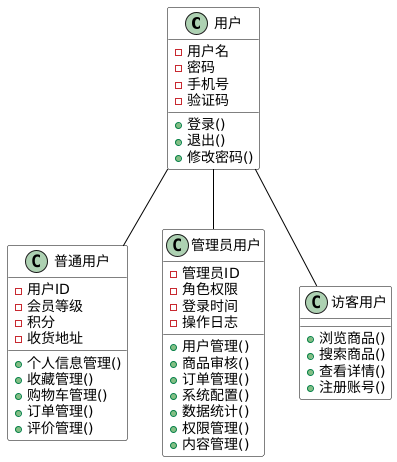 C 用户
用户名
密码
手机号
验证码
登录()
退出()
修改密码()
C 普通用户
用户ID
会员等级
积分
收货地址
个人信息管理()
收藏管理()
购物车管理()
订单管理()
评价管理()
C 管理员用户
管理员ID
角色权限
登录时间
操作日志
用户管理()
商品审核()
订单管理()
系统配置()
数据统计()
权限管理()
内容管理()
C 访客用户
浏览商品()
搜索商品()
查看详情()
注册账号()